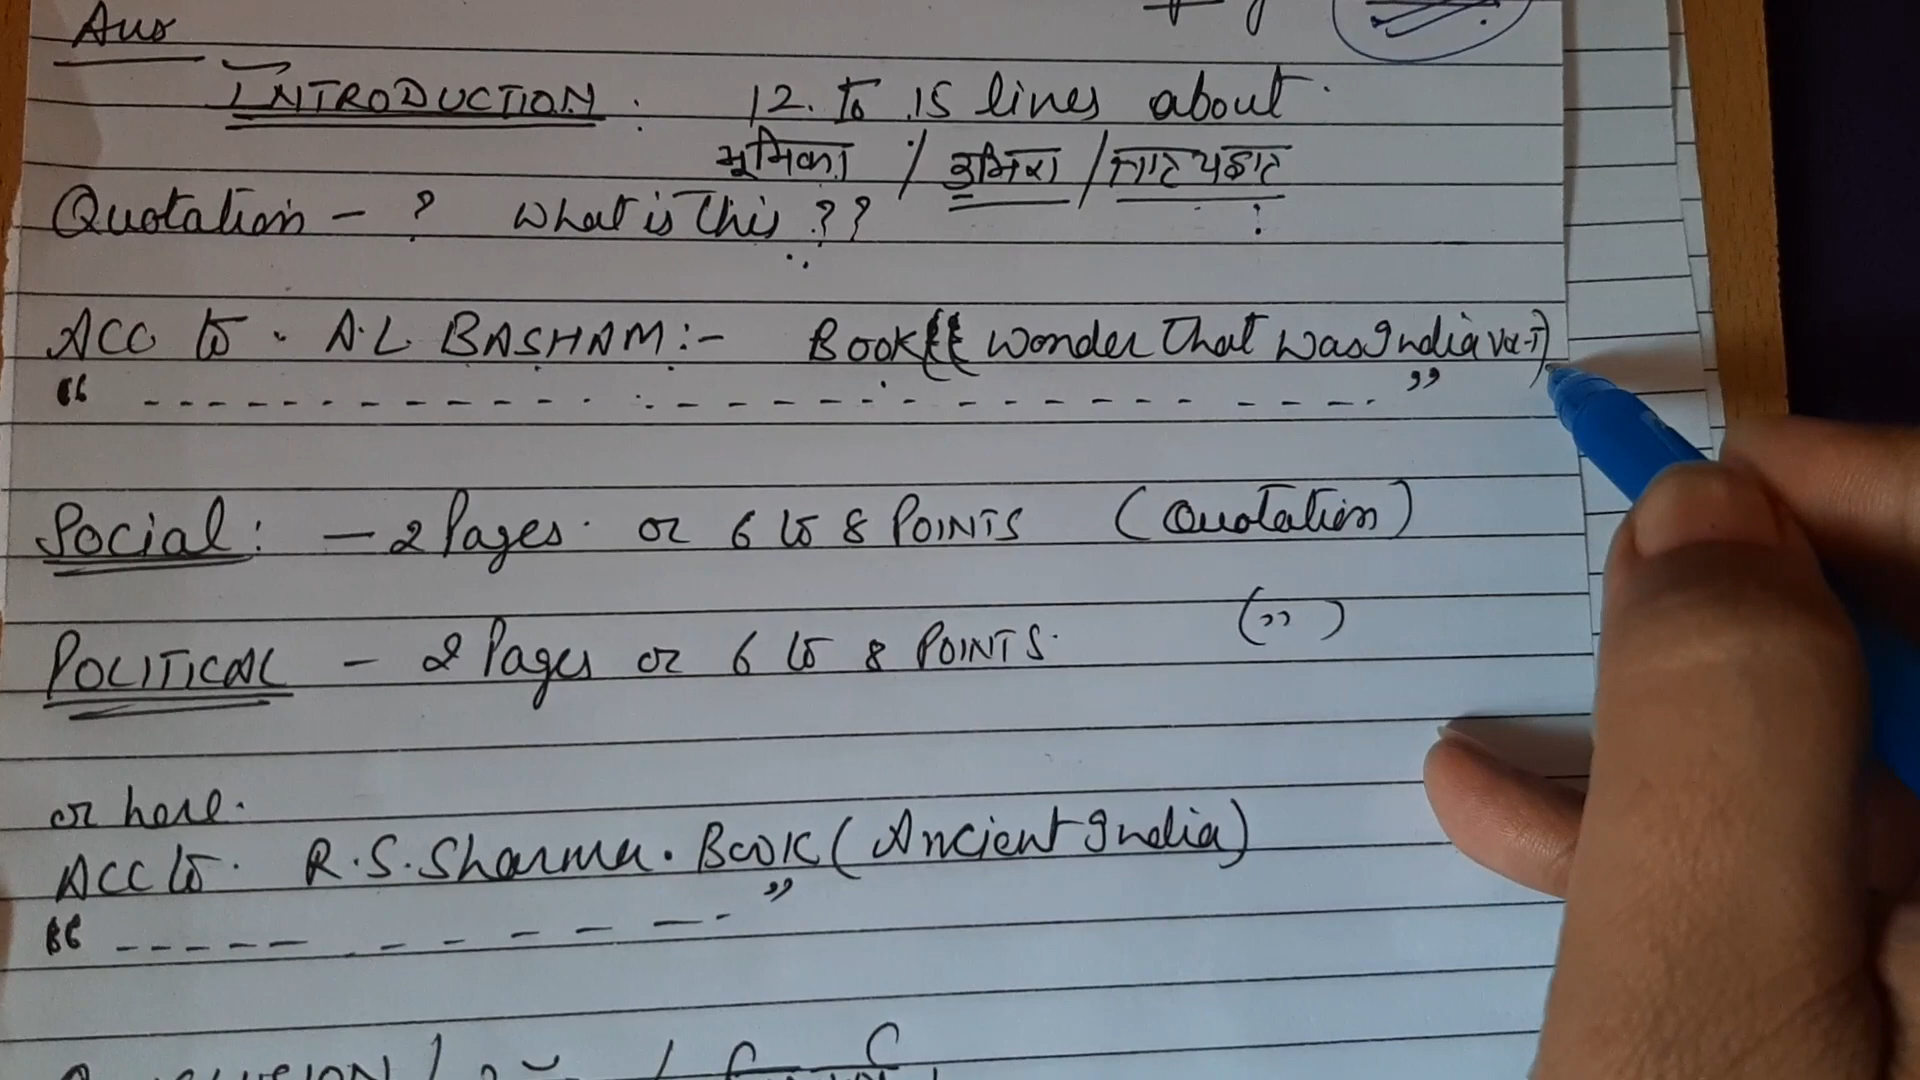 Ans
INTRODUCTION : 12. to 15 lines about
भूमिका /
Quotation - ? What is This ??
ACC to A.L BASHAM:- BOOK (( Wonder That Was India Vol-I)
“ - - - - - - - - - - - - - - - - - - - - - - - - ”
Social: - 2 Pages or 6 to 8 POINTS (Quotation)
POLITICAL - 2 Pages or 6 to 8 POINTS. (")
or here.
ACC to. R.S. Sharma. BOOK (Ancient India)
“ - - - - - - - - - - - ”